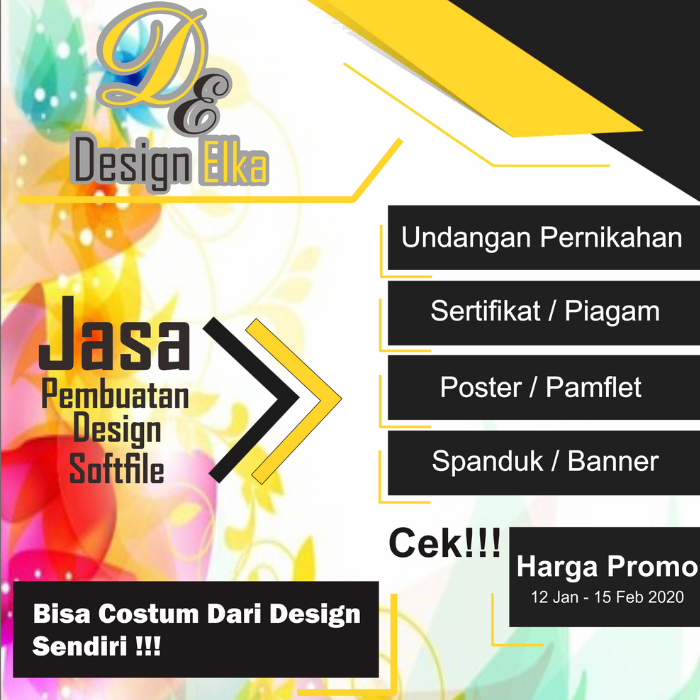 DE
Design Elka
Undangan Pernikahan
Sertifikat / Piagam
Jasa
Pembuatan
Design
Softfile
Poster / Pamflet
Spanduk / Banner
Cek!!!
Harga Promo
12 Jan - 15 Feb 2020
Bisa Costum Dari Design
Sendiri !!!